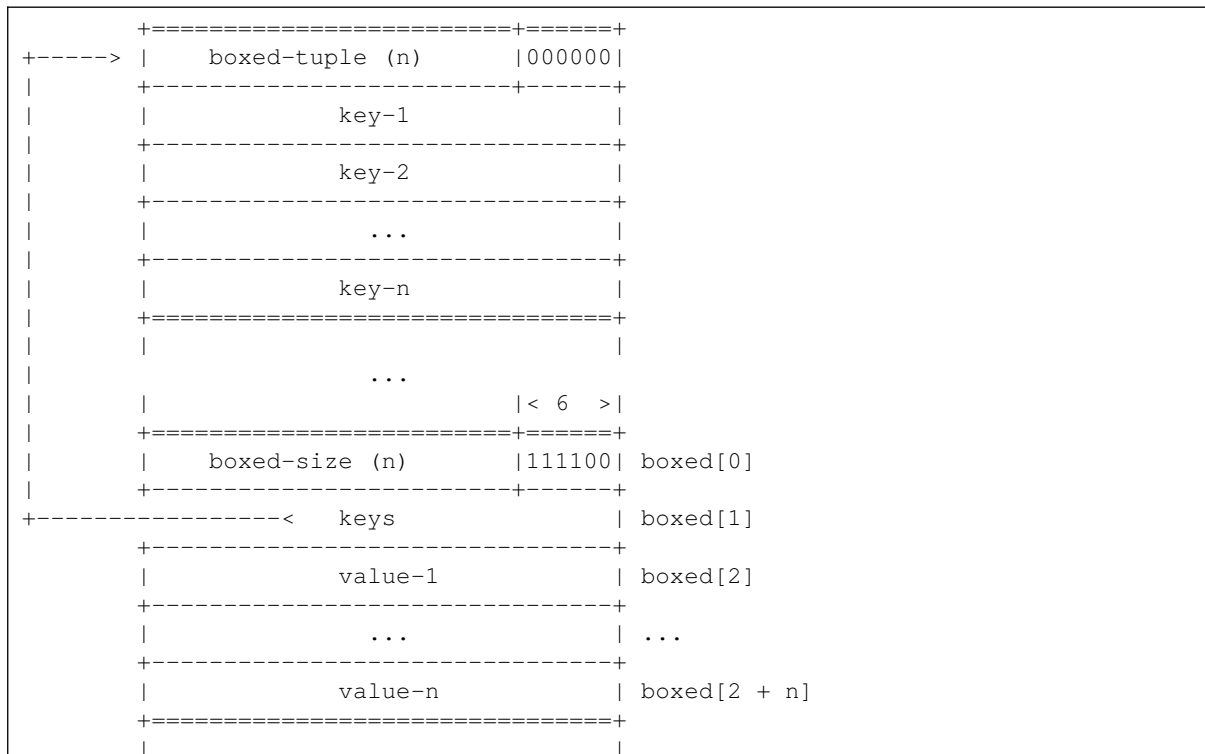 +=========================+======+
+-----> |    boxed-tuple (n)      |000000|
|       +-------------------------+------+
|       |             key-1              |
|       +--------------------------------+
|       |             key-2              |
|       +--------------------------------+
|       |               ...              |
|       +--------------------------------+
|       |             key-n              |
|       +================================+
|       |                                |
|                       ...
|       |                         |< 6  >|
|       +=========================+======+
|       |    boxed-size (n)       |111100| boxed[0]
|       +-------------------------+------+
+-----------------<   keys               | boxed[1]
        +--------------------------------+
        |             value-1            | boxed[2]
        +--------------------------------+
        |               ...              | ...
        +--------------------------------+
        |             value-n            | boxed[2 + n]
        +================================+
        |                                |